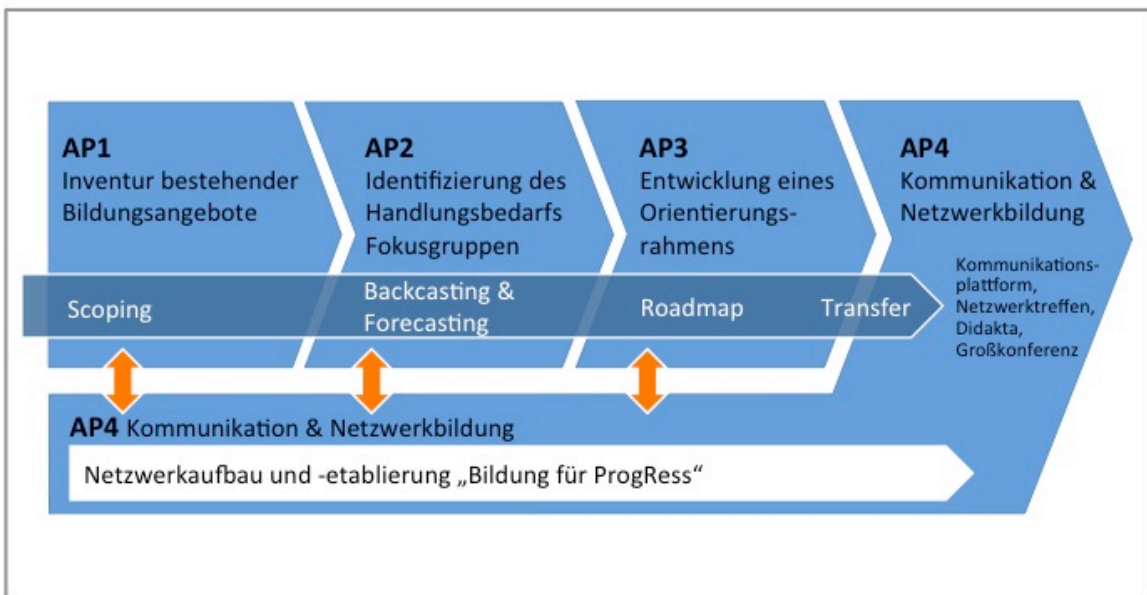 AP1
Inventur bestehender
Bildungsangebote
AP2
Identifizierung des
Handlungsbedarfs
Fokusgruppen
AP3
Entwicklung eines
Orientierungs-
rahmens
AP4
Kommunikation &
Netzwerkbildung
Kommunikations-
plattform,
Netzwerktreffen,
Didakta,
Großkonferenz
Scoping
Backcasting &
Forecasting
Roadmap
Transfer
AP4 Kommunikation & Netzwerkbildung
Netzwerkaufbau und -etablierung „Bildung für ProgRess“